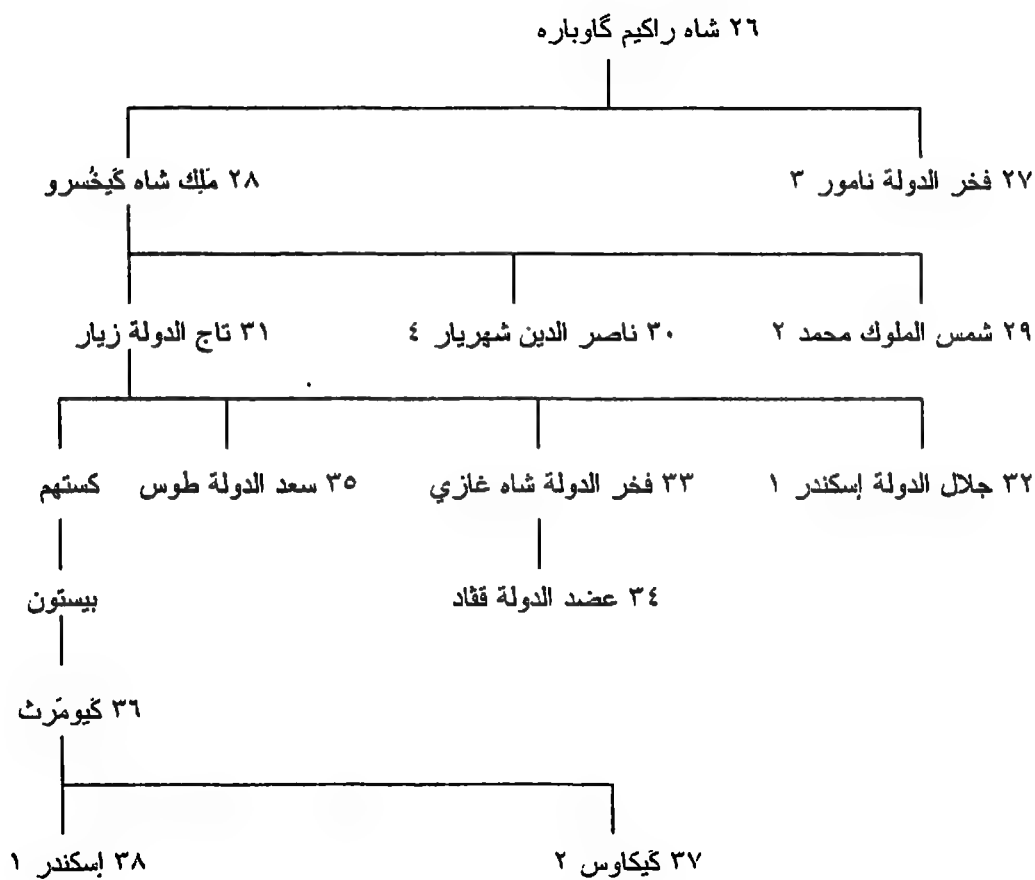 ٢٦ شاه راكيم گاوباره
٢٧ فخر الدولة نامور ٣
٢٨ مَلِك شاه كَيخُسرو
٢٩ شمس الملوك محمد ٢
٣٠ ناصر الدين شهريار ٤
٣١ تاج الدولة زيار
٣٢ جلال الدولة إسكندر ١
٣٣ فخر الدولة شاه غازي
٣٥ سعد الدولة طوس
كستهم
٣٤ عضد الدولة قڤاد
بيستون
٣٦ كَيومَرث
٣٧ كَيكاوس ٢
٣٨ إسكندر ١